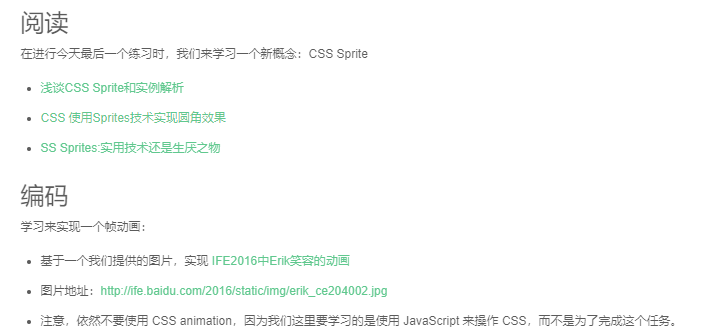 阅读
在进行今天最后一个练习时，我们来学习一个新概念：CSS Sprite
浅谈CSS Sprite和实例解析
CSS 使用Sprites技术实现圆角效果
SS Sprites:实用技术还是生厌之物
编码
学习来实现一个帧动画：
基于一个我们提供的图片，实现 IFE2016中Erik笑容的动画
图片地址：http://ife.baidu.com/2016/static/img/erik_ce204002.jpg
注意，依然不要使用 CSS animation，因为我们这里要学习的是使用 JavaScript 来操作 CSS，而不是为了完成这个任务。